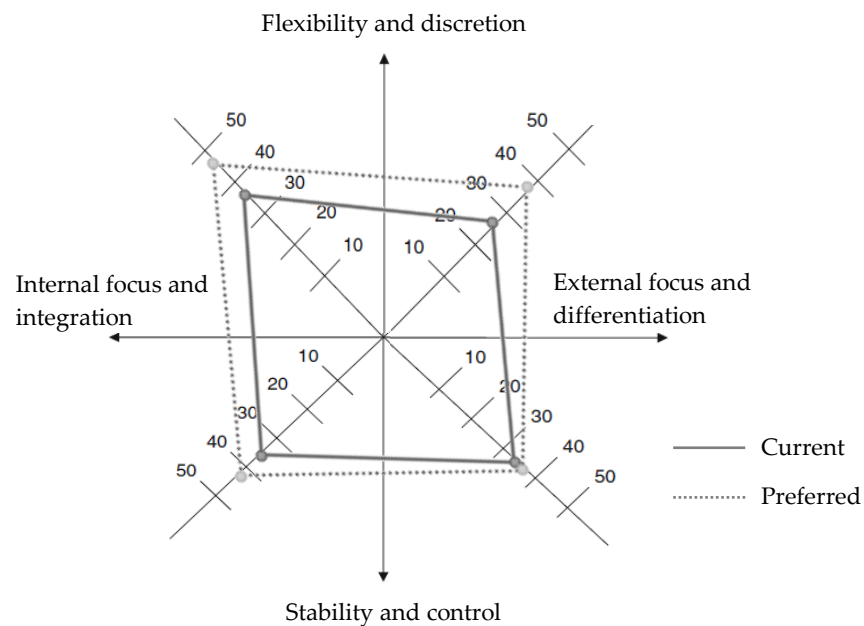 Flexibility and discretion
50
50
40
40
30
30
20
20
10
10
Internal focus and
integration
External focus and
differentiation
10
10
20
20
30
30
40
40
50
50
Current
Preferred
Stability and control